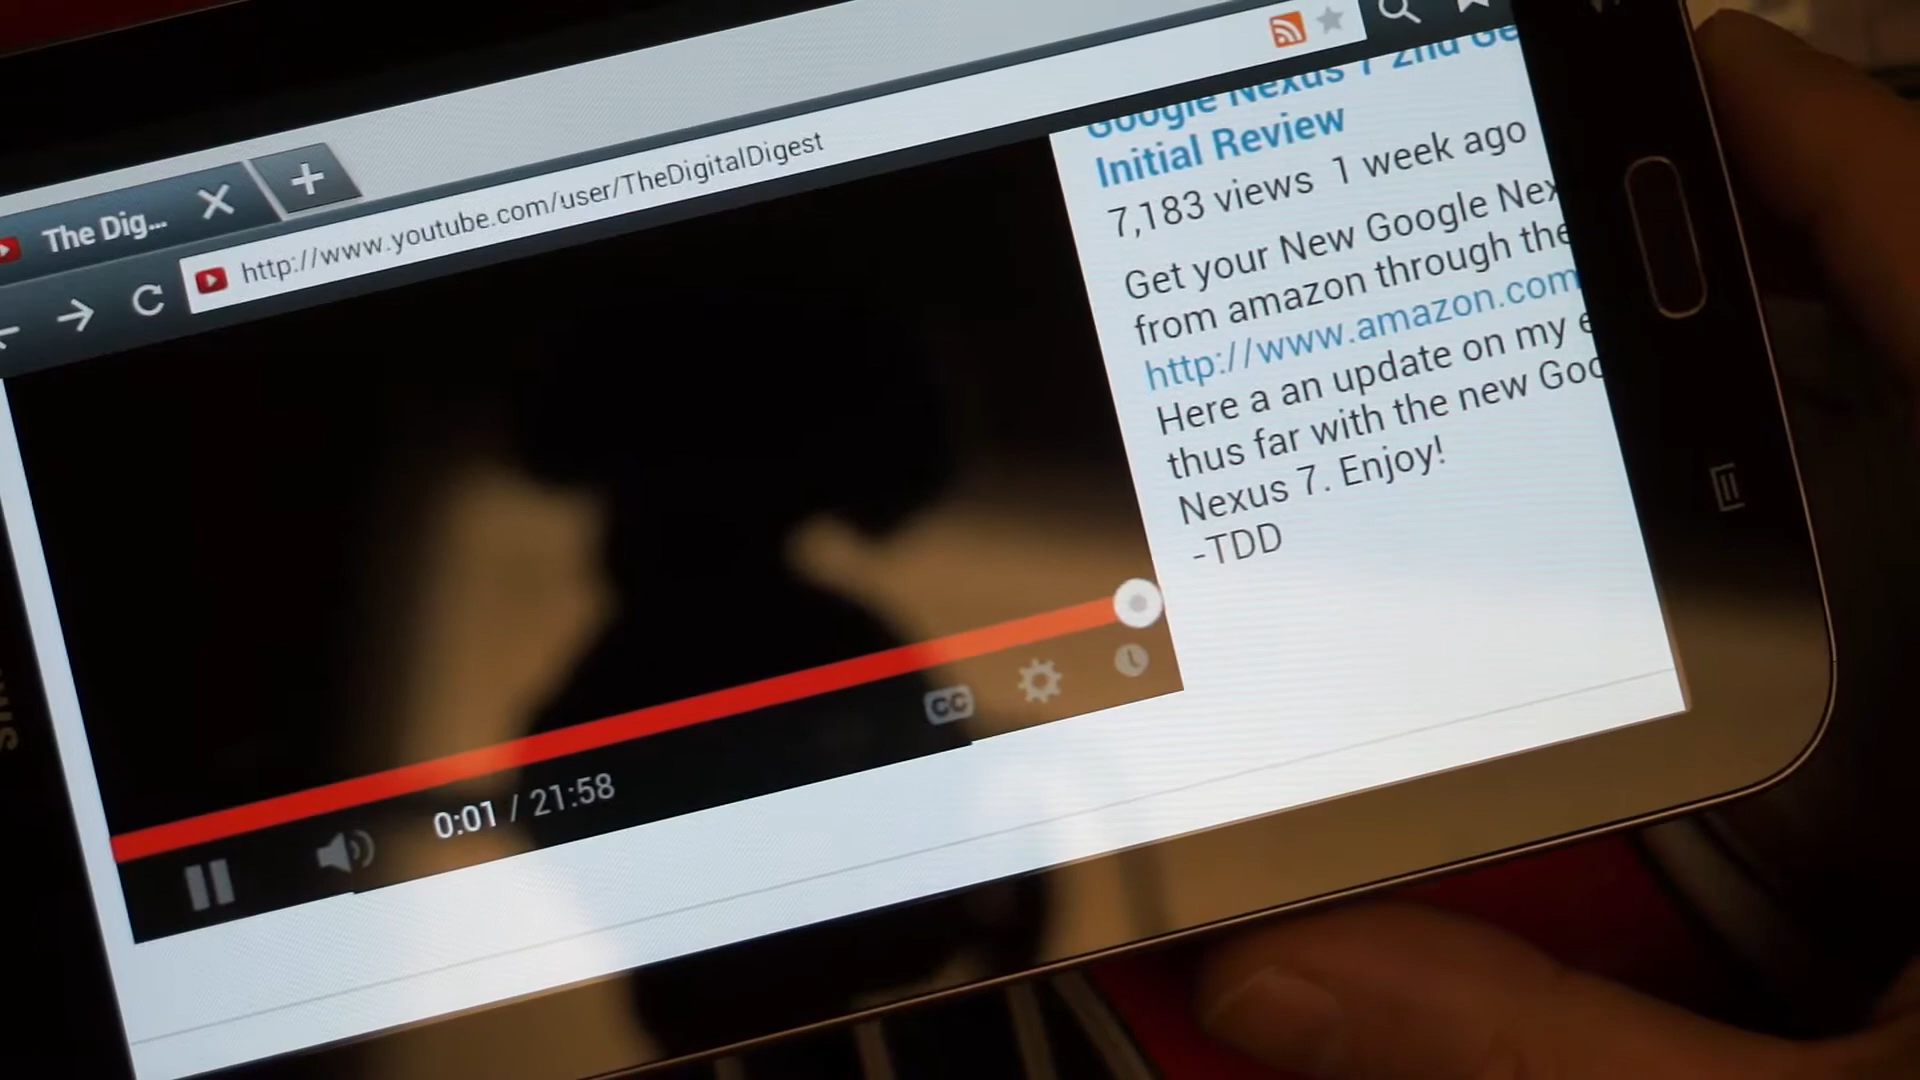 The Dig...
http://www.youtube.com/user/TheDigitalDigest
Google Nexus 7 2nd Ge
Initial Review
7,183 views 1 week ago
Get your New Google Nex
from amazon through the
http://www.amazon.com
Here a an update on my e
thus far with the new Goo
Nexus 7. Enjoy!
-TDD
CC
0:01 / 21:58